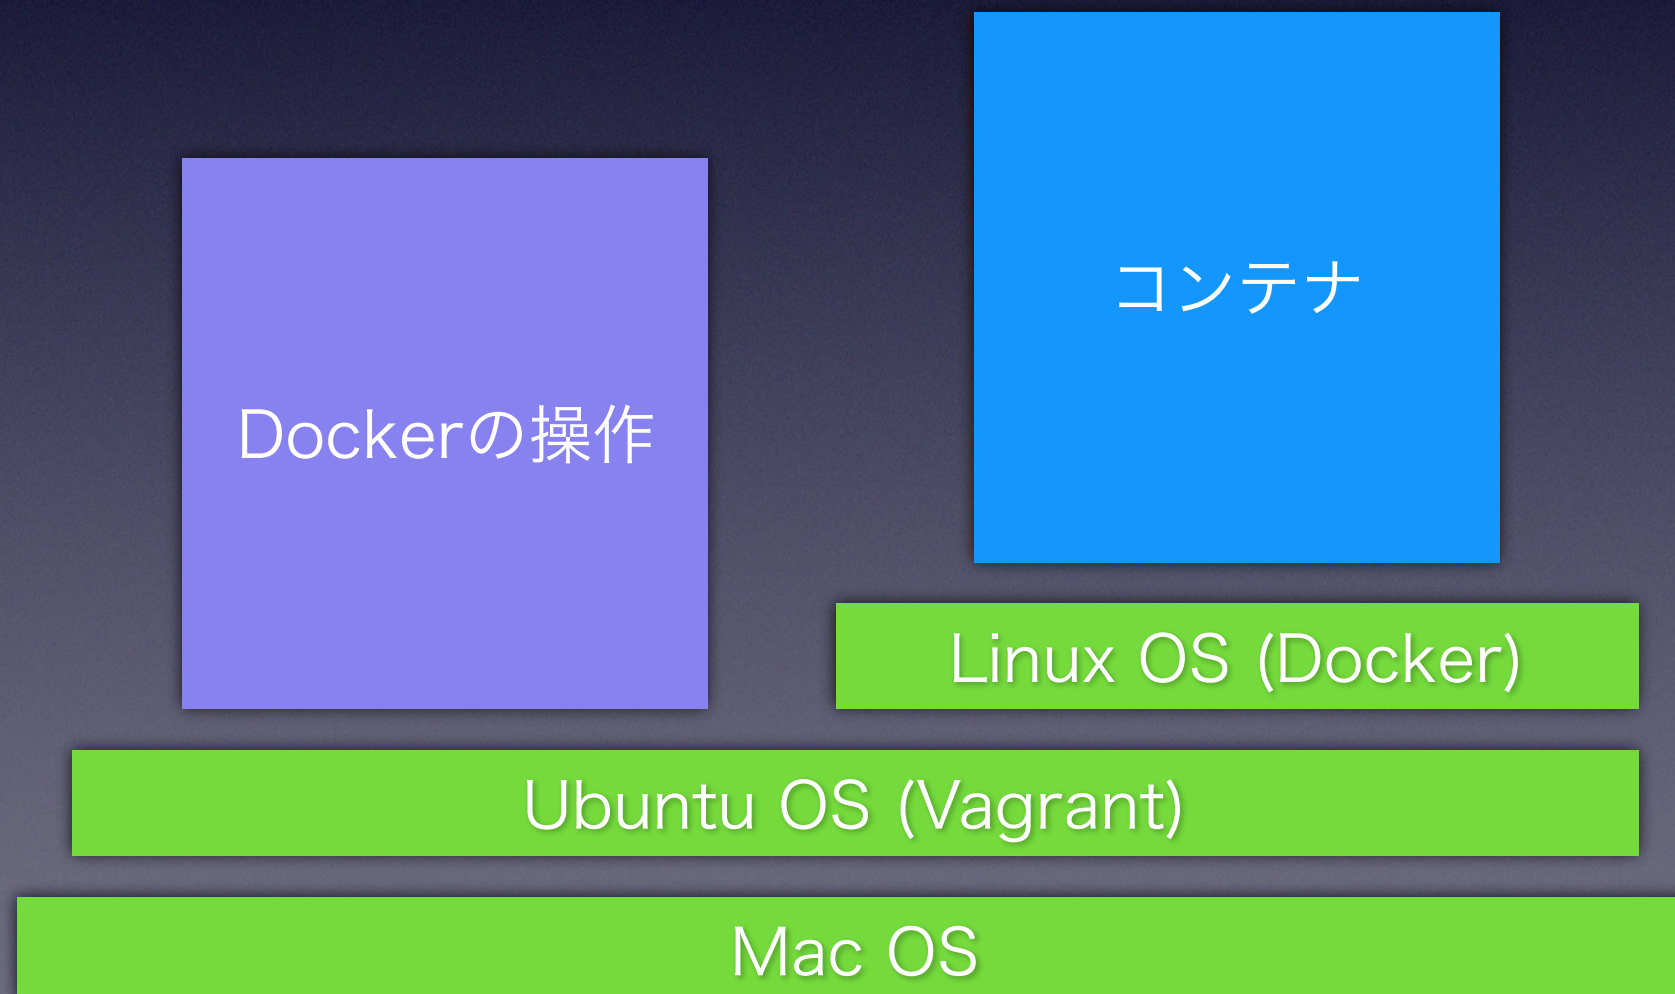 コンテナ
Dockerの操作
Linux OS (Docker)
Ubuntu OS (Vagrant)
Mac OS